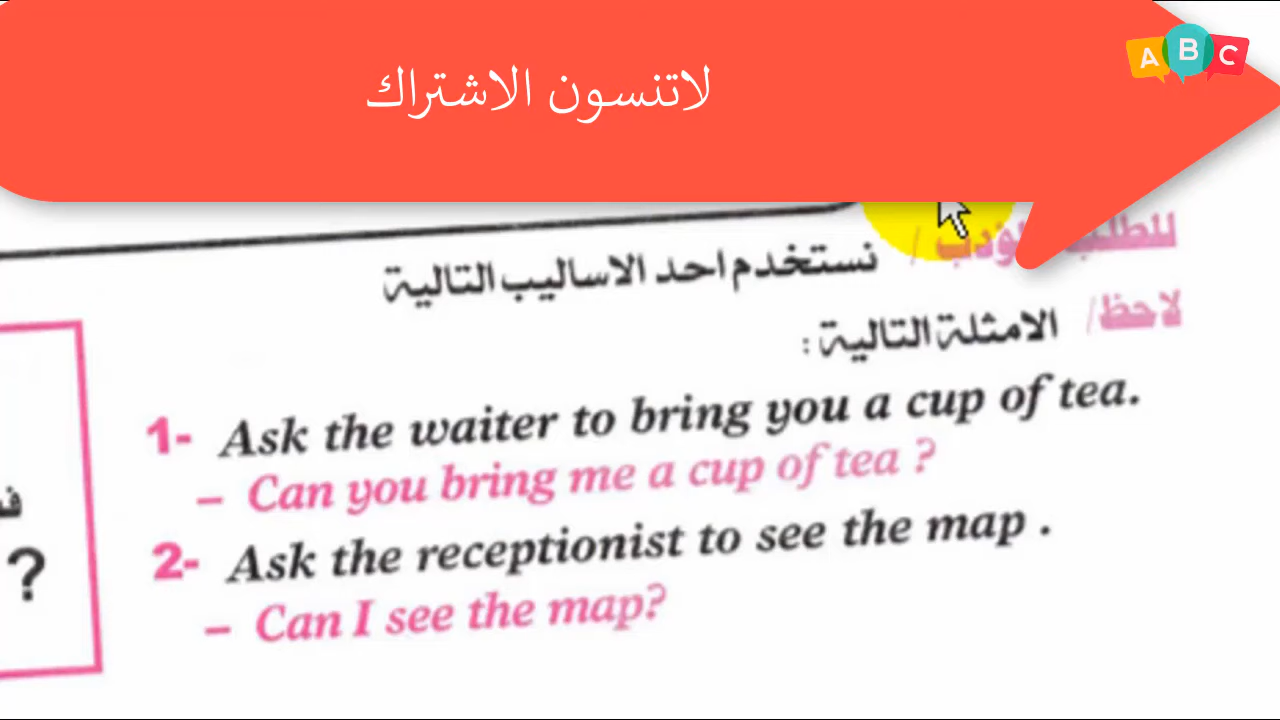 لاتنسون الاشتراك
A B C
/ نستخدم احد الاساليب التالية
لاحظ/ الامثلة التالية :
1- Ask the waiter to bring you a cup of tea.
– Can you bring me a cup of tea ?
2- Ask the receptionist to see the map .
– Can I see the map?
?